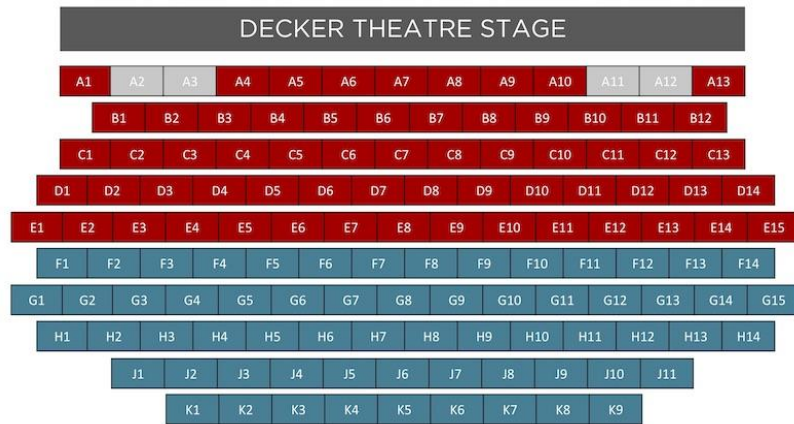 DECKER THEATRE STAGE
A1 A2 A3 A4 A5 A6 A7 A8 A9 A10 A11 A12 A13
B1 B2 B3 B4 B5 B6 B7 B8 B9 B10 B11 B12
C1 C2 C3 C4 C5 C6 C7 C8 C9 C10 C11 C12 C13
D1 D2 D3 D4 D5 D6 D7 D8 D9 D10 D11 D12 D13 D14
E1 E2 E3 E4 E5 E6 E7 E8 E9 E10 E11 E12 E13 E14 E15
F1 F2 F3 F4 F5 F6 F7 F8 F9 F10 F11 F12 F13 F14
G1 G2 G3 G4 G5 G6 G7 G8 G9 G10 G11 G12 G13 G14 G15
H1 H2 H3 H4 H5 H6 H7 H8 H9 H10 H11 H12 H13 H14
J1 J2 J3 J4 J5 J6 J7 J8 J9 J10 J11
K1 K2 K3 K4 K5 K6 K7 K8 K9